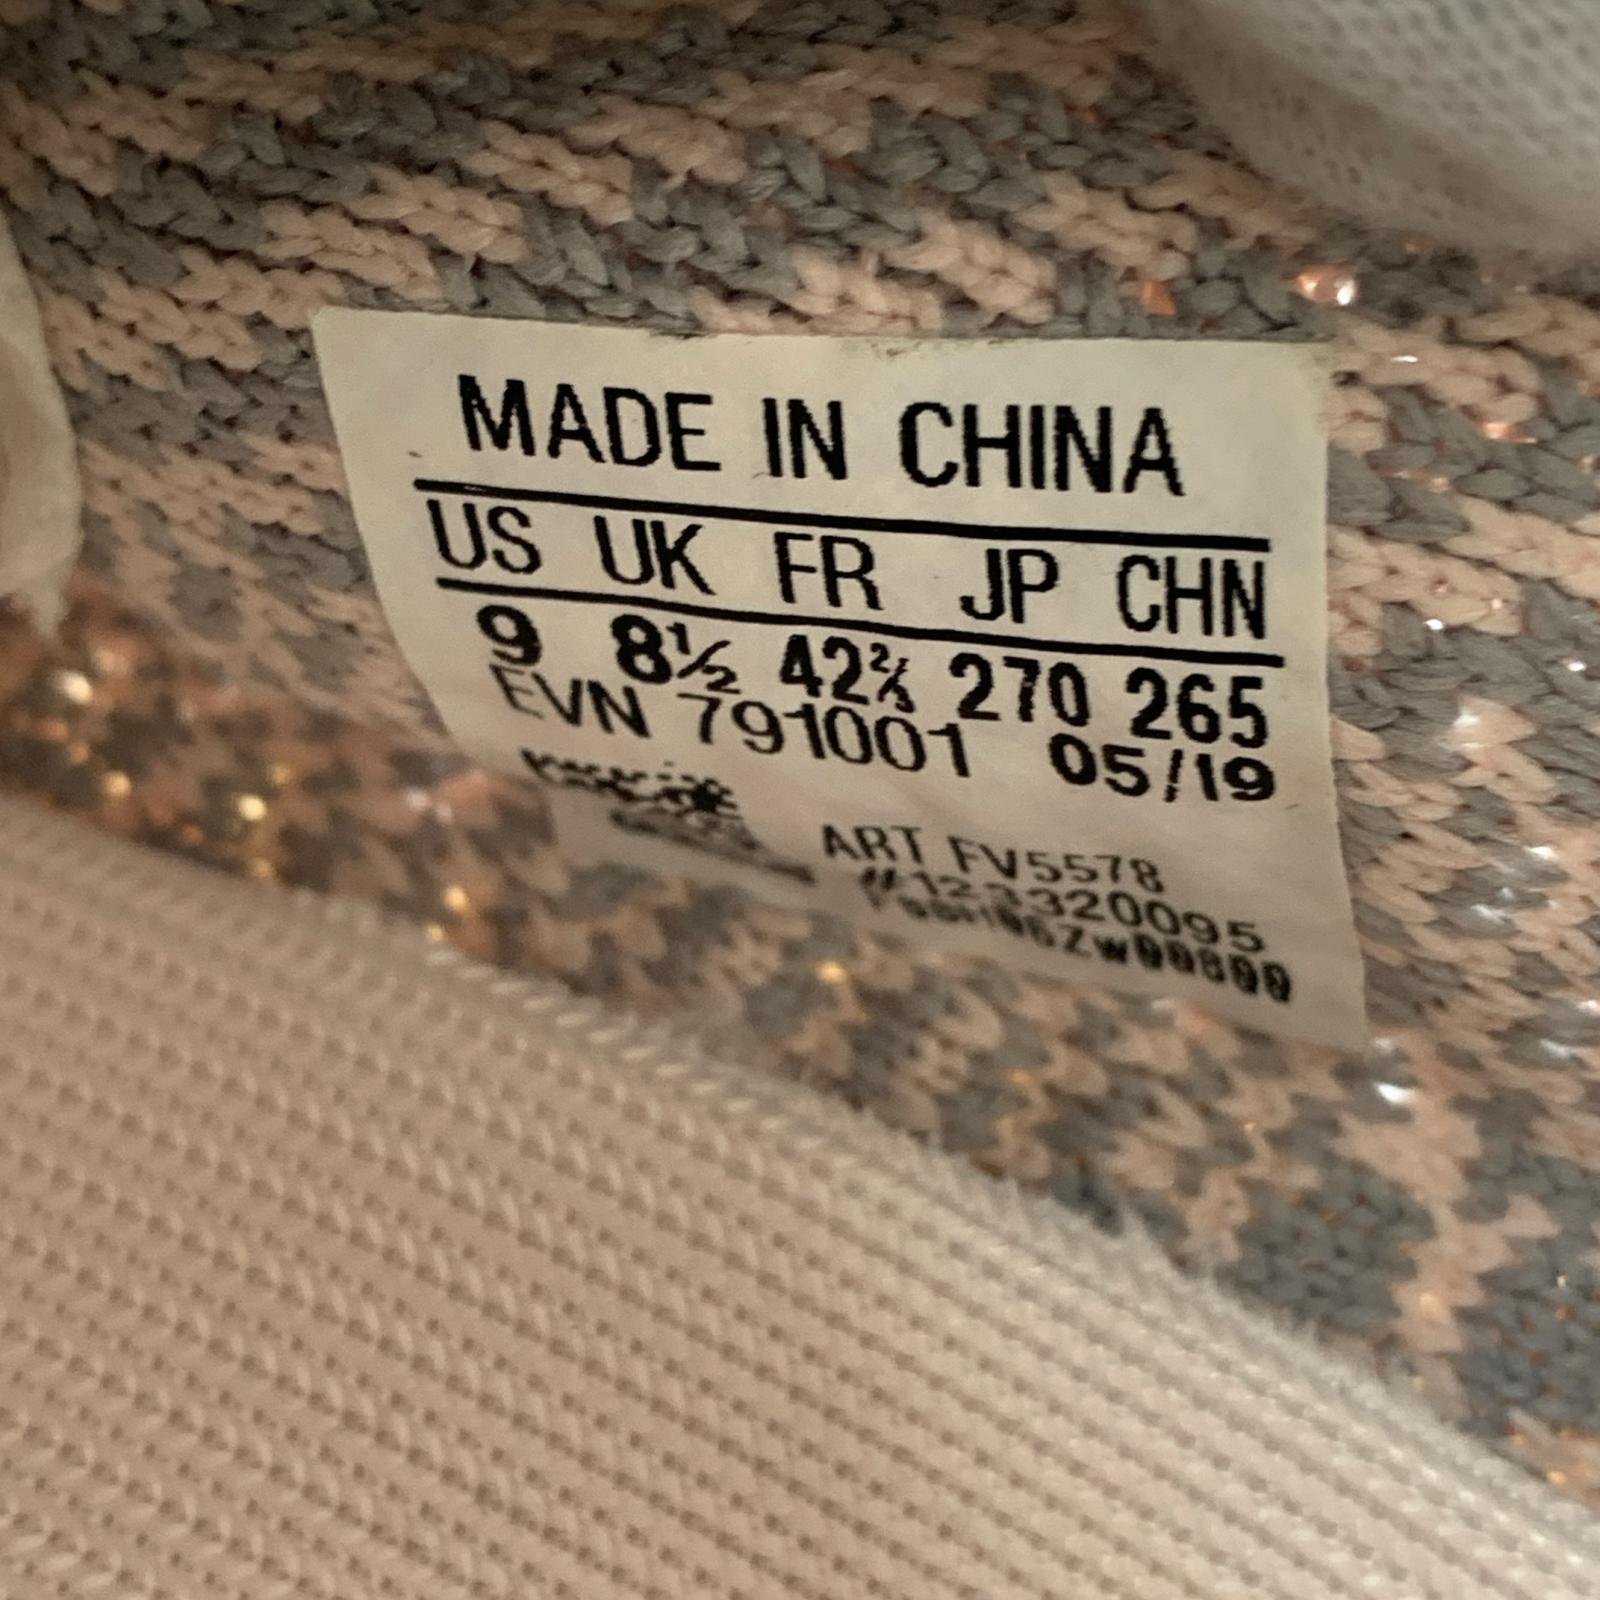 MADE IN CHINA
US UK FR JP CHN
9 8½ 42⅔ 270 265
EVN 791001 05/19
ART FV5578
#123320095